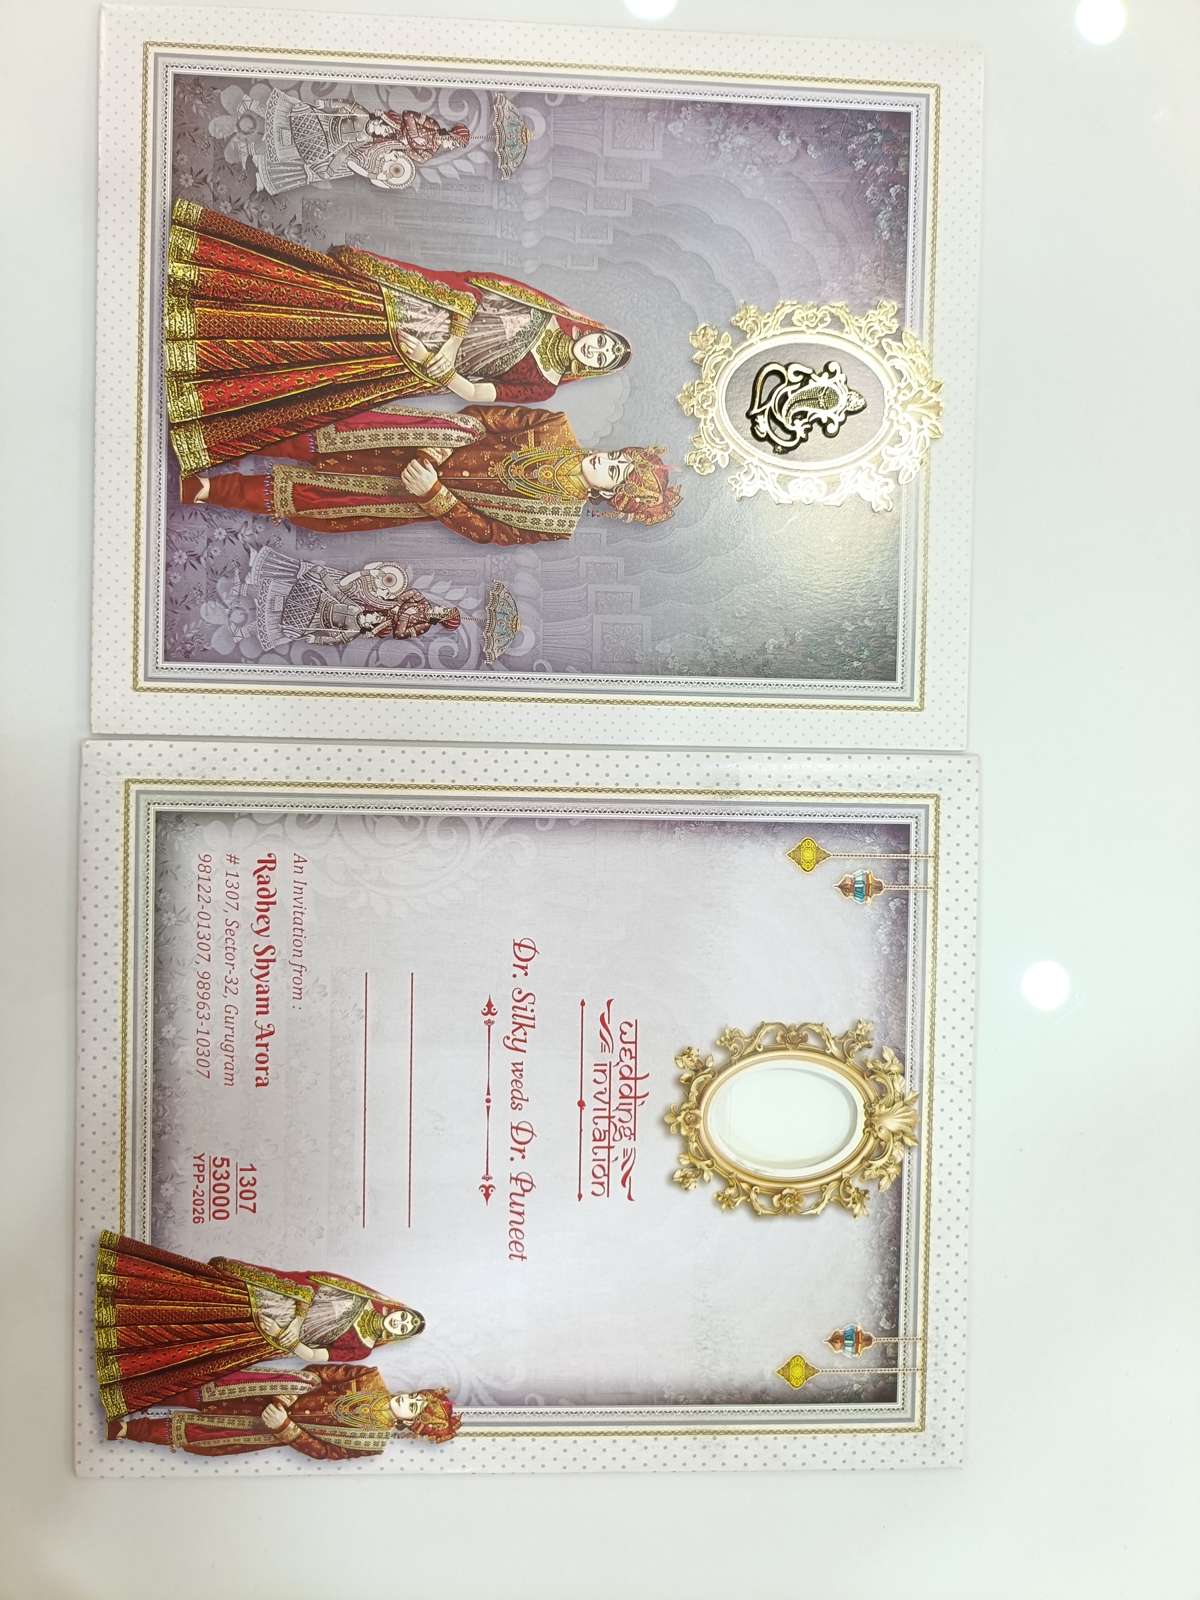 wedding
invitation
Dr. Silky weds Dr. Puneet
An Invitation from :
Radhey Shyam Arora
# 1307, Sector-32, Gurugram
98122-01307, 98963-10307
1307
53000
YPP-2026